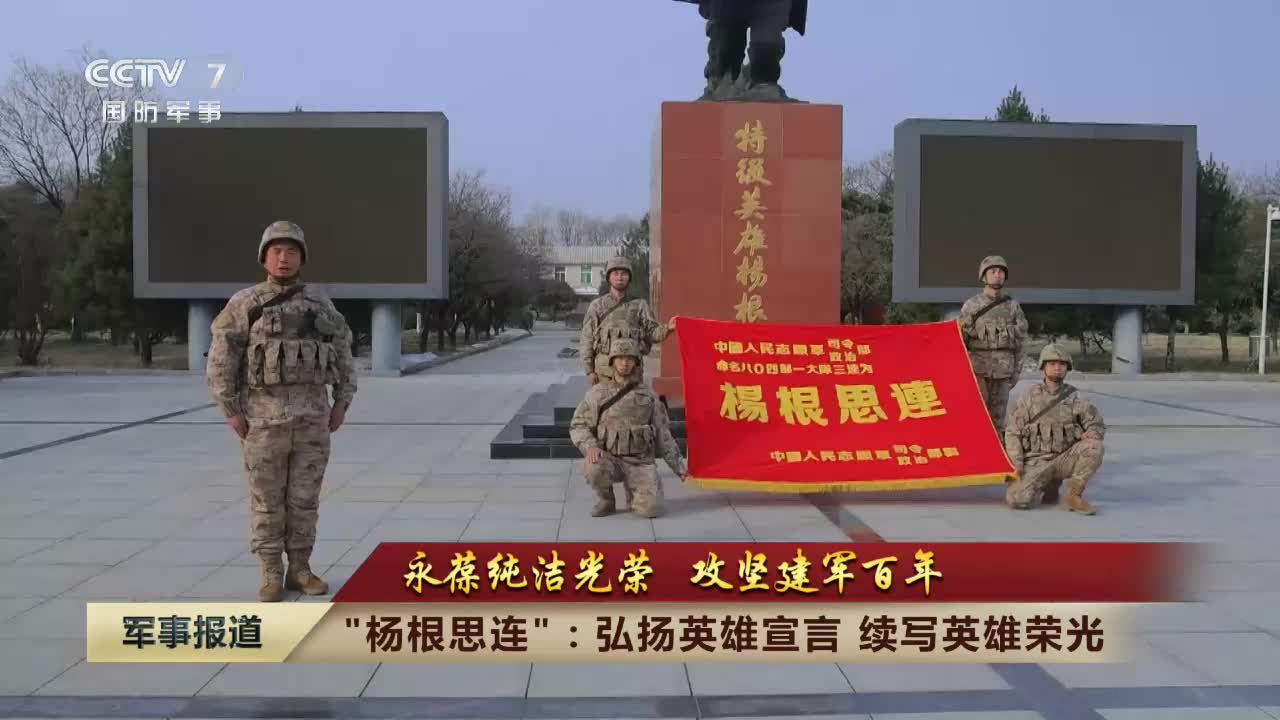 CCTV 7
国防军事
特级英雄杨根
中國人民志願軍司令政治部
命名八〇四部一大隊三連为
楊根思連
中國人民志願軍司令政治部製
永葆纯洁光荣 攻坚建军百年
军事报道
"杨根思连"：弘扬英雄宣言 续写英雄荣光